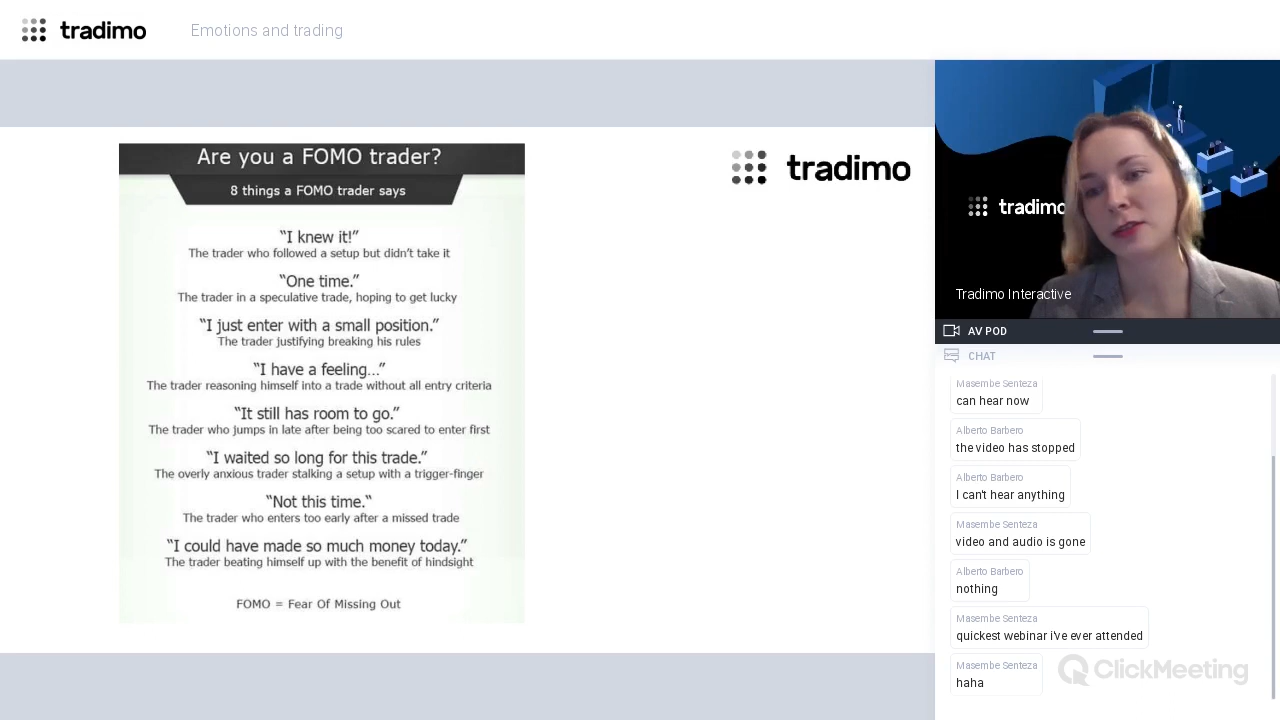 tradimo
Emotions and trading
Are you a FOMO trader?
8 things a FOMO trader says
“I knew it!”
The trader who followed a setup but didn’t take it
“One time.”
The trader in a speculative trade, hoping to get lucky
“I just enter with a small position.”
The trader justifying breaking his rules
“I have a feeling...”
The trader reasoning himself into a trade without all entry criteria
“It still has room to go.”
The trader who jumps in late after being too scared to enter first
“I waited so long for this trade.”
The overly anxious trader stalking a setup with a trigger-finger
“Not this time.“
The trader who enters too early after a missed trade
“I could have made so much money today.”
The trader beating himself up with the benefit of hindsight
FOMO = Fear Of Missing Out
tradimo
tradimo
Tradimo Interactive
AV POD
CHAT
Masembe Senteza
can hear now
Alberto Barbero
the video has stopped
Alberto Barbero
I can't hear anything
Masembe Senteza
video and audio is gone
Alberto Barbero
nothing
Masembe Senteza
quickest webinar i've ever attended
Masembe Senteza
haha
ClickMeeting